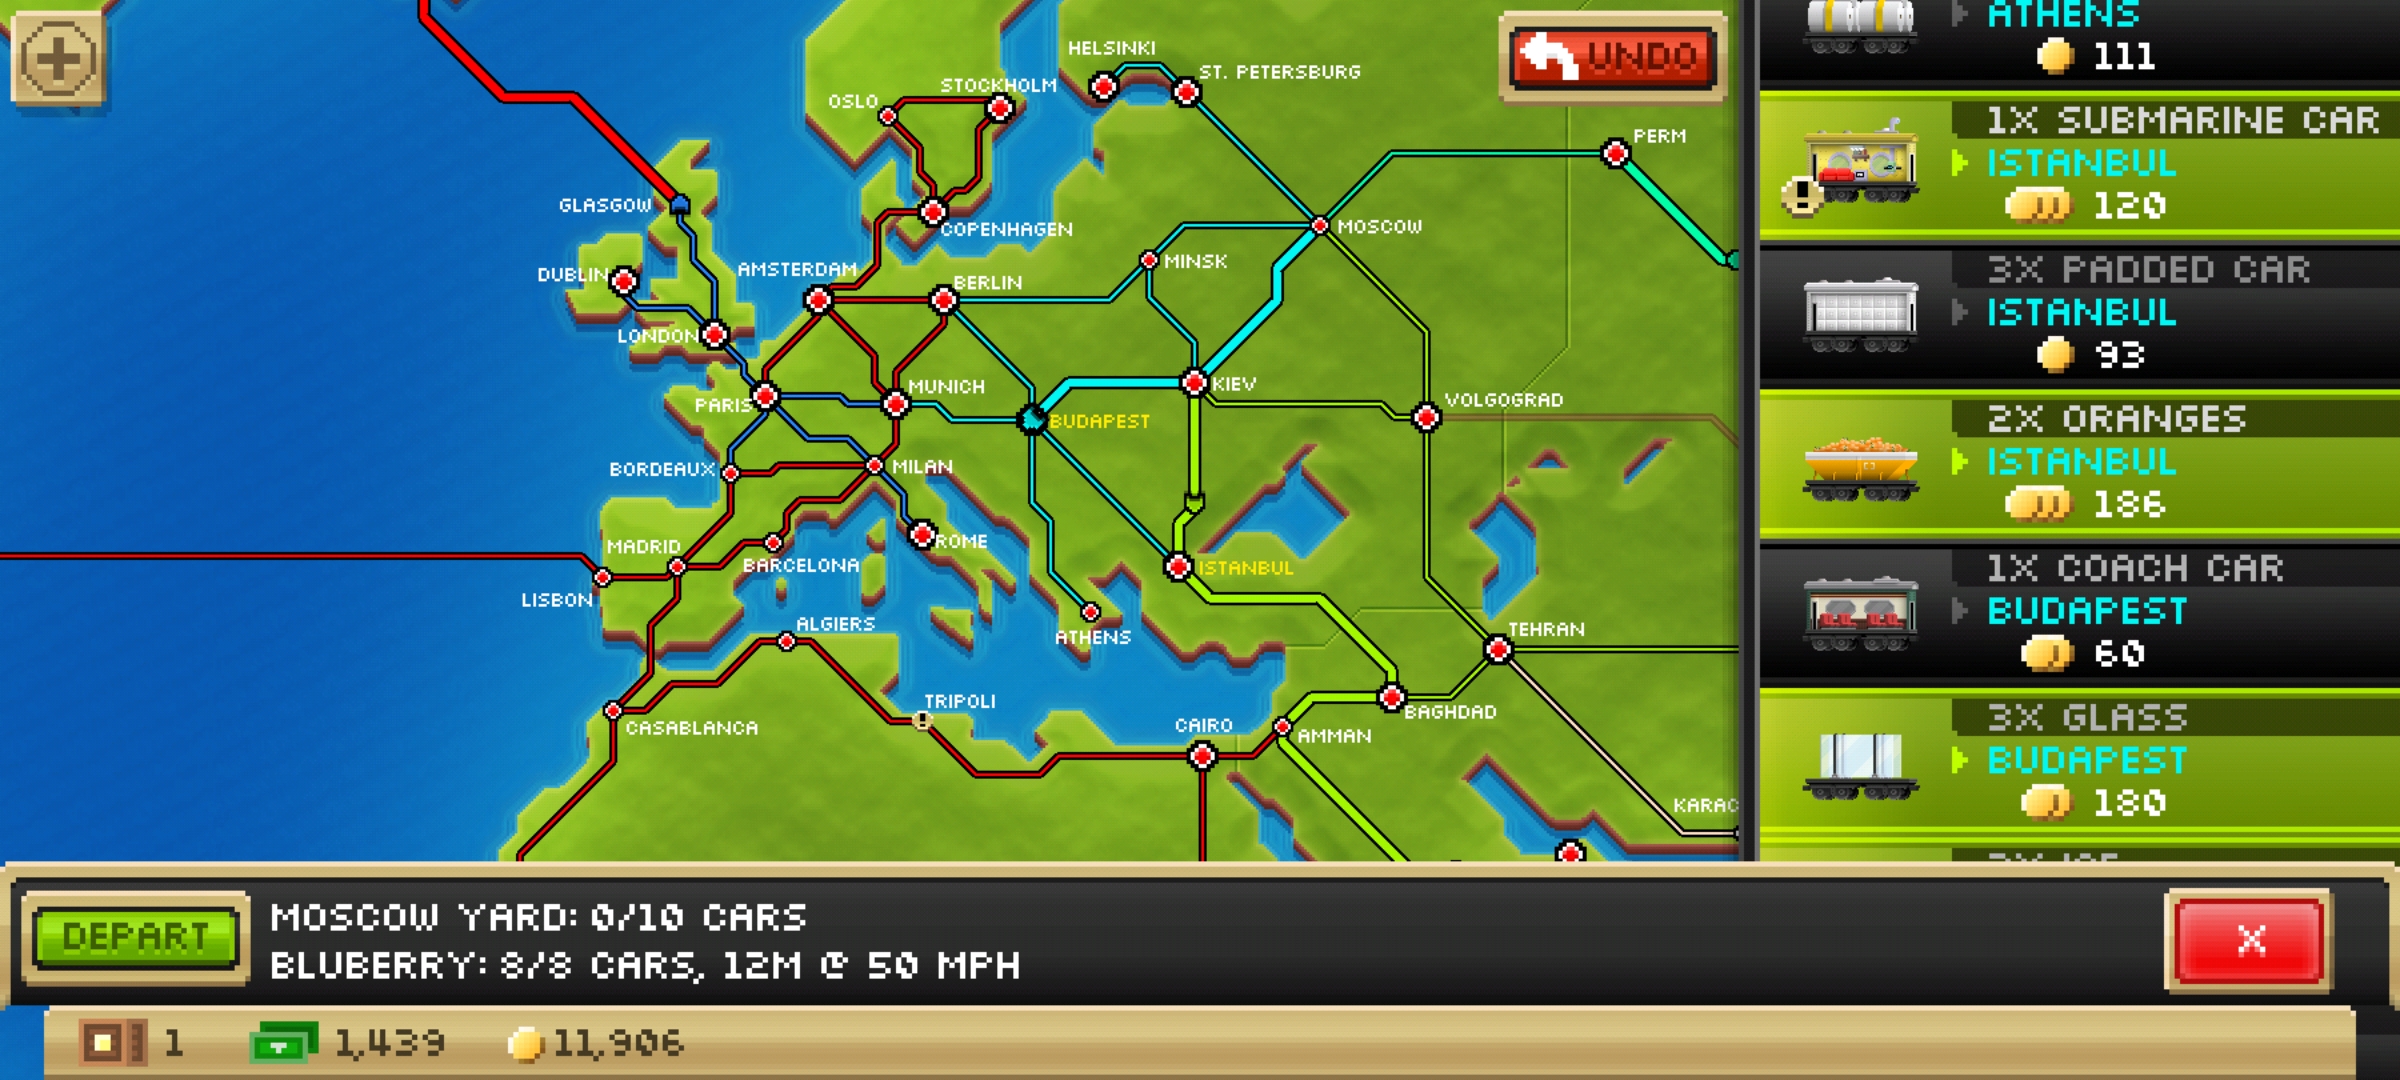 HELSINKI
ST. PETERSBURG
UNDO
STOCKHOLM
OSLO
PERM
GLASGOW
COPENHAGEN
MOSCOW
MINSK
DUBLIN
AMSTERDAM
BERLIN
LONDON
PARIS
MUNICH
KIEV
VOLGOGRAD
BUDAPEST
BORDEAUX
MILAN
MADRID
ROME
BARCELONA
ISTANBUL
LISBON
ALGIERS
ATHENS
TEHRAN
TRIPOLI
CASABLANCA
CAIRO
BAGHDAD
AMMAN
KARAC
ATHENS
111
1X SUBMARINE CAR
ISTANBUL
120
3X PADDED CAR
ISTANBUL
93
2X ORANGES
ISTANBUL
186
1X COACH CAR
BUDAPEST
60
3X GLASS
BUDAPEST
180
DEPART
MOSCOW YARD: 0/10 CARS
BLUBERRY: 8/8 CARS, 12M @ 50 MPH
X
1
1,439
11,906